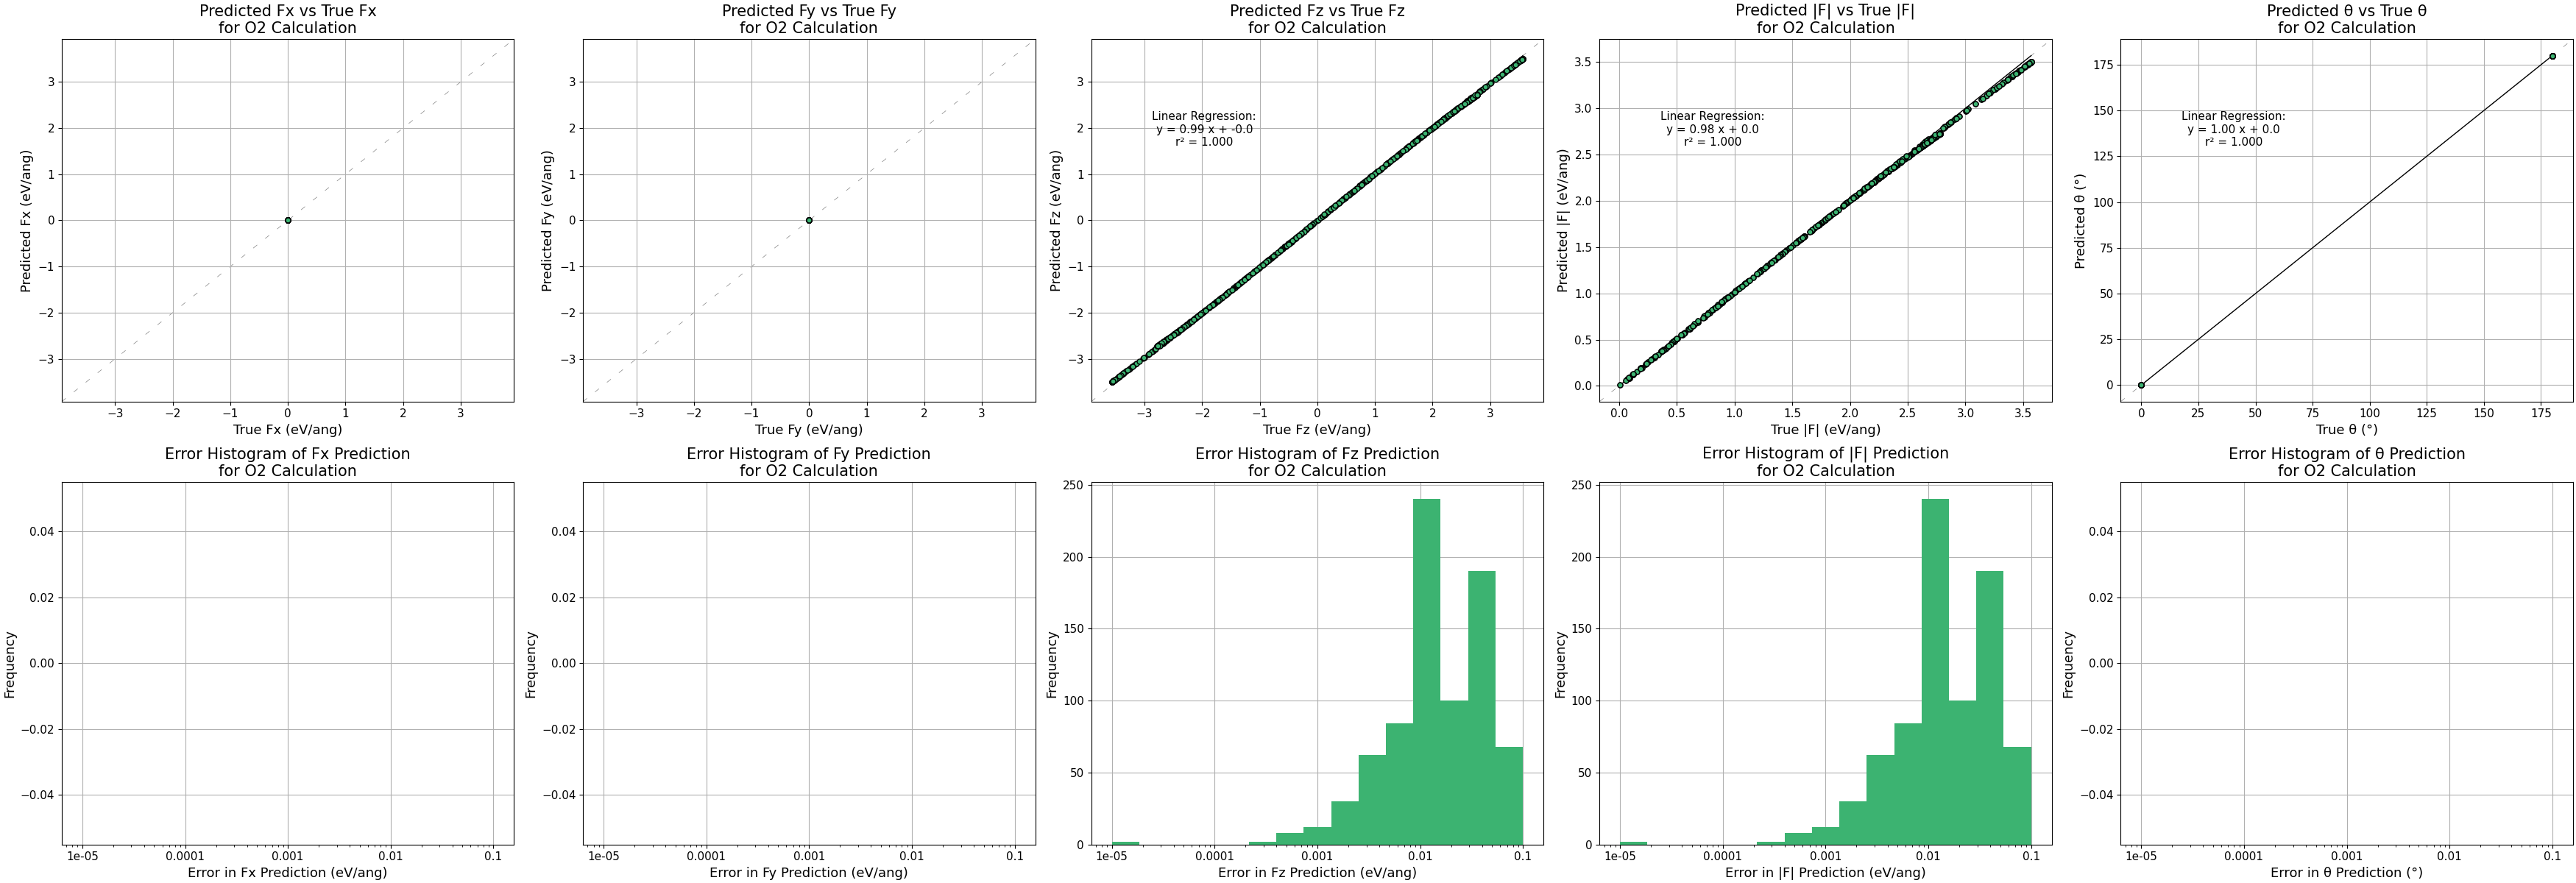 Predicted Fx vs True Fx
for O2 Calculation
3
2
1
0
−1
−2
−3
Predicted Fx (eV/ang)
−3 −2 −1 0 1 2 3
True Fx (eV/ang)
Predicted Fy vs True Fy
for O2 Calculation
3
2
1
0
−1
−2
−3
Predicted Fy (eV/ang)
−3 −2 −1 0 1 2 3
True Fy (eV/ang)
Predicted Fz vs True Fz
for O2 Calculation
Linear Regression:
y = 0.99 x + -0.0
r² = 1.000
3
2
1
0
−1
−2
−3
Predicted Fz (eV/ang)
−3 −2 −1 0 1 2 3
True Fz (eV/ang)
Predicted |F| vs True |F|
for O2 Calculation
Linear Regression:
y = 0.98 x + 0.0
r² = 1.000
3.5
3.0
2.5
2.0
1.5
1.0
0.5
0.0
Predicted |F| (eV/ang)
0.0 0.5 1.0 1.5 2.0 2.5 3.0 3.5
True |F| (eV/ang)
Predicted θ vs True θ
for O2 Calculation
Linear Regression:
y = 1.00 x + 0.0
r² = 1.000
175
150
125
100
75
50
25
0
Predicted θ (°)
0 25 50 75 100 125 150 175
True θ (°)
Error Histogram of Fx Prediction
for O2 Calculation
0.04
0.02
0.00
−0.02
−0.04
Frequency
1e-05 0.0001 0.001 0.01 0.1
Error in Fx Prediction (eV/ang)
Error Histogram of Fy Prediction
for O2 Calculation
0.04
0.02
0.00
−0.02
−0.04
Frequency
1e-05 0.0001 0.001 0.01 0.1
Error in Fy Prediction (eV/ang)
Error Histogram of Fz Prediction
for O2 Calculation
250
200
150
100
50
0
Frequency
1e-05 0.0001 0.001 0.01 0.1
Error in Fz Prediction (eV/ang)
Error Histogram of |F| Prediction
for O2 Calculation
250
200
150
100
50
0
Frequency
1e-05 0.0001 0.001 0.01 0.1
Error in |F| Prediction (eV/ang)
Error Histogram of θ Prediction
for O2 Calculation
0.04
0.02
0.00
−0.02
−0.04
Frequency
1e-05 0.0001 0.001 0.01 0.1
Error in θ Prediction (°)